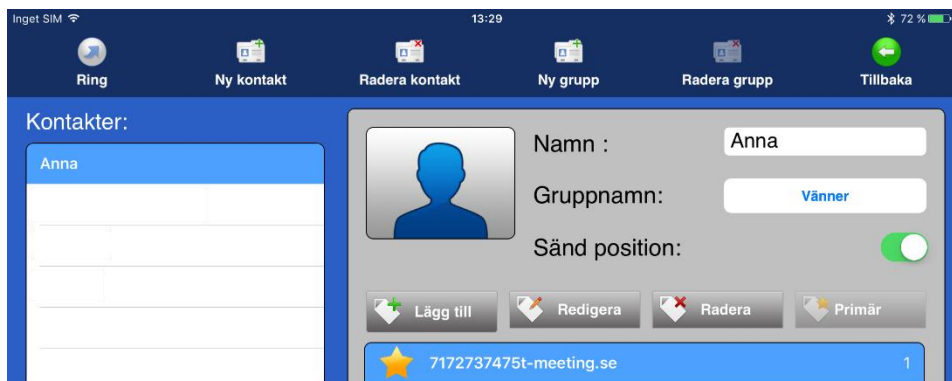 Inget SIM 13:29 72 %
Ring Ny kontakt Radera kontakt Ny grupp Radera grupp Tillbaka
Kontakter:
Anna
Namn : Anna
Gruppnamn: Vänner
Sänd position:
Lägg till Redigera Radera Primär
7172737475t-meeting.se 1